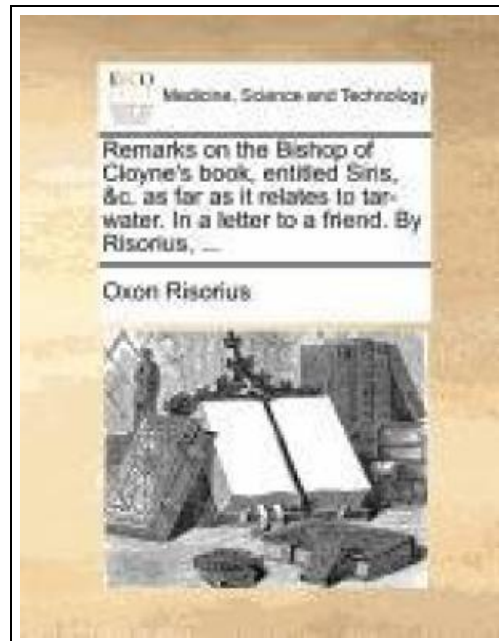 ECCO
Medicine, Science and Technology
Remarks on the Bishop of
Cloyne's book, entitled Siris,
&c. as far as it relates to tar-
water. In a letter to a friend. By
Risorius, ...
Oxon Risorius